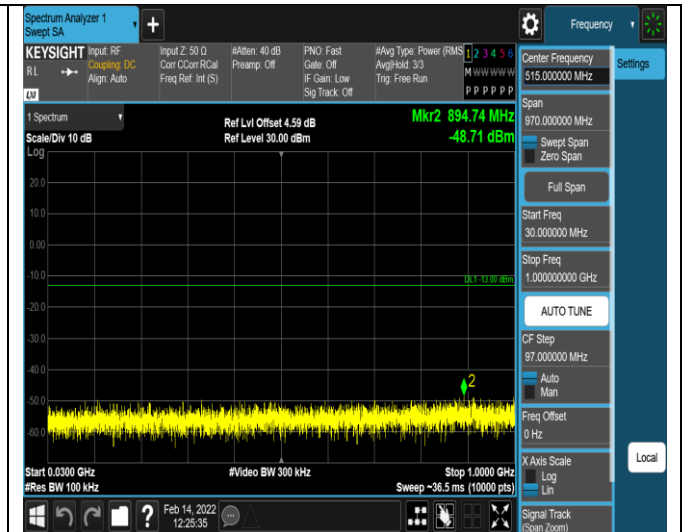 Spectrum Analyzer 1
Swept SA
Frequency
KEYSIGHT
RL
Input: RF
Coupling: DC
Align: Auto
Input Z: 50 Ω
Corr CCorr RCal
Freq Ref: Int (S)
#Atten: 40 dB
Preamp: Off
PNO: Fast
Gate: Off
IF Gain: Low
Sig Track: Off
#Avg Type: Power (RMS
Avg|Hold: 3/3
Trig: Free Run
1 2 3 4 5 6
M W W W W W
P P P P P P
LXI
1 Spectrum
Scale/Div 10 dB
Log
Ref Lvl Offset 4.59 dB
Ref Level 30.00 dBm
Mkr2 894.74 MHz
-48.71 dBm
20.0
10.0
0.00
-10.0
-20.0
-30.0
-40.0
-50.0
-60.0
DL1 -13.00 dBm
2
Start 0.0300 GHz
#Res BW 100 kHz
#Video BW 300 kHz
Stop 1.0000 GHz
Sweep ~36.5 ms (10000 pts)
Feb 14, 2022
12:25:35
?
Center Frequency
515.000000 MHz
Settings
Span
970.000000 MHz
Swept Span
Zero Span
Full Span
Start Freq
30.000000 MHz
Stop Freq
1.000000000 GHz
AUTO TUNE
CF Step
97.000000 MHz
Auto
Man
Freq Offset
0 Hz
X Axis Scale
Log
Lin
Local
Signal Track
(Span Zoom)